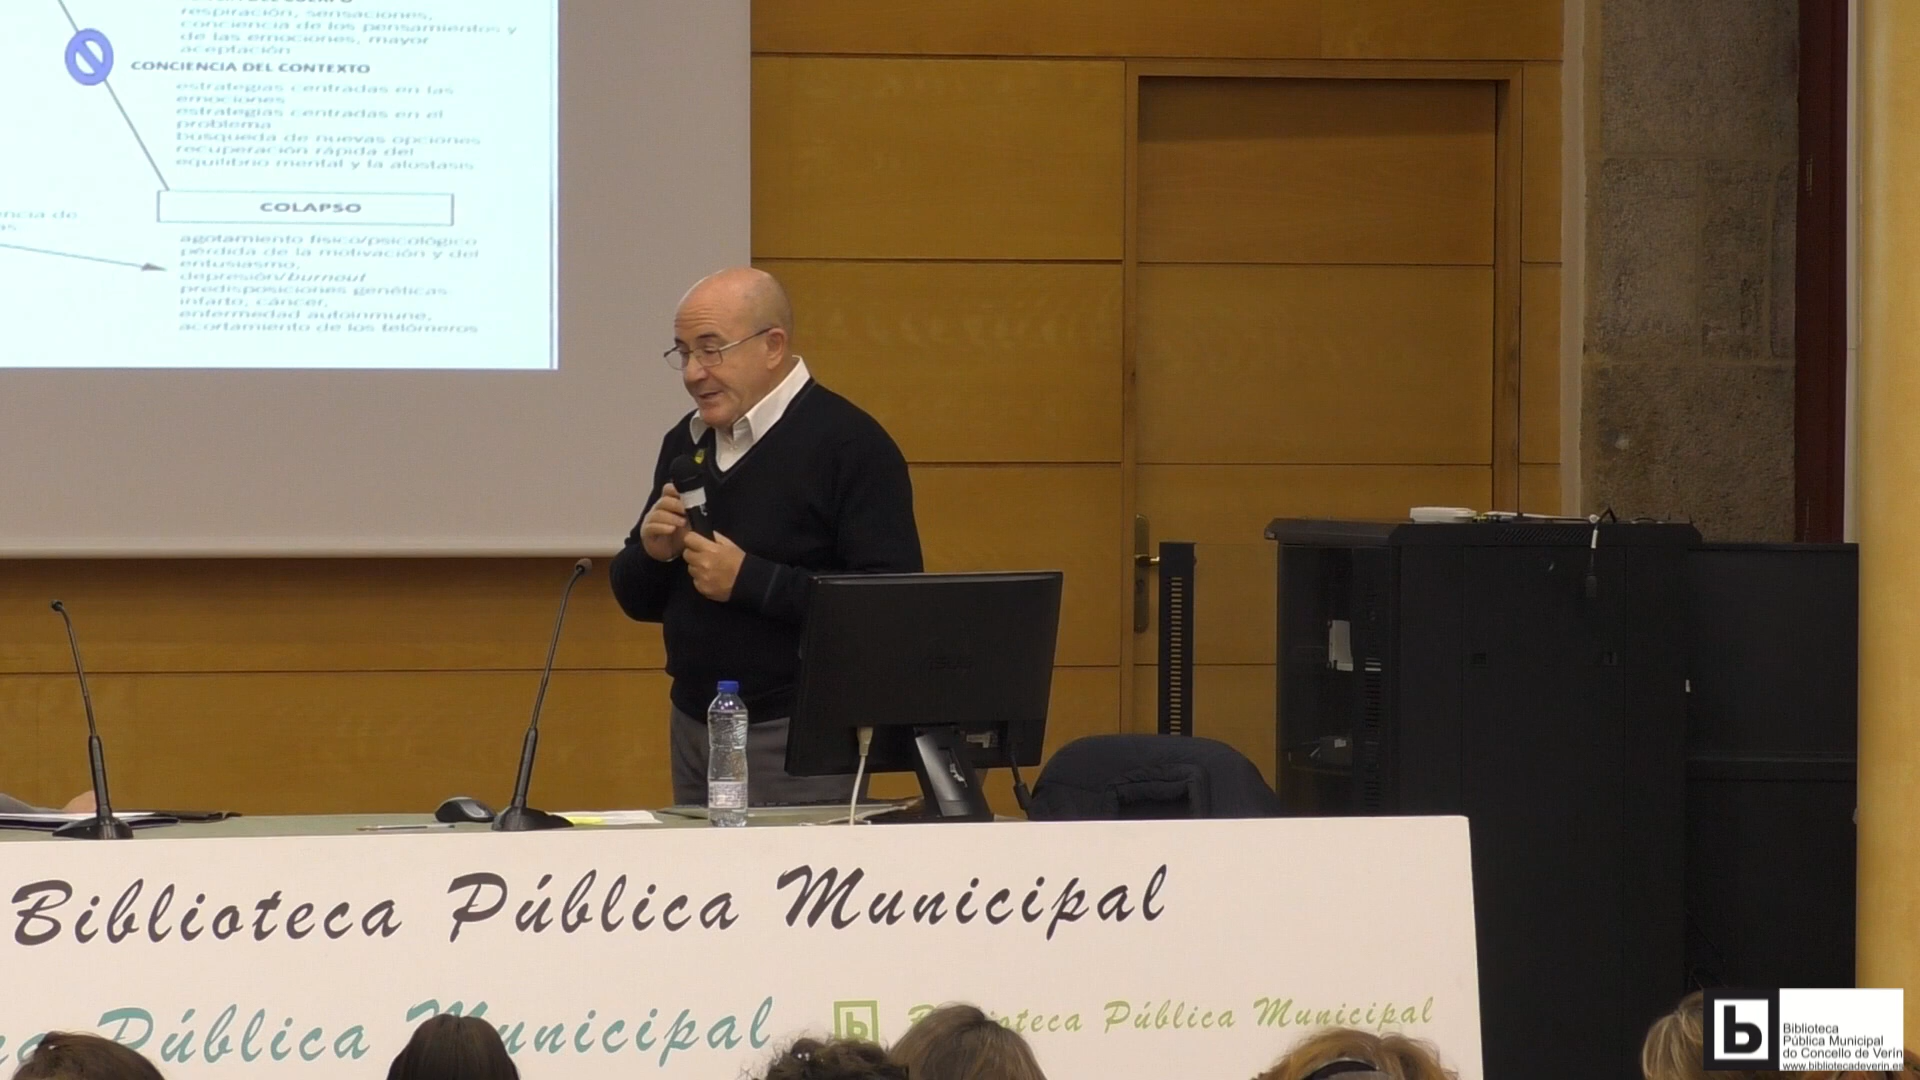 respiración, sensaciones,
conciencia de los pensamientos y
de las emociones, mayor
aceptación
CONCIENCIA DEL CONTEXTO
estrategias centradas en las
emociones
estrategias centradas en el
problema
búsqueda de nuevas opciones
recuperación rápida del
equilibrio mental y la alostasis
COLAPSO
agotamiento físico/psicológico
pérdida de la motivación y del
entusiasmo,
depresión/burnout
predisposiciones genéticas
infarto, cáncer,
enfermedad autoinmune,
acortamiento de los telómeros
Biblioteca Pública Municipal
Pública Municipal
b Biblioteca Pública Municipal
b
Biblioteca
Pública Municipal
do Concello de Verín
www.bibliotecadeverin.es